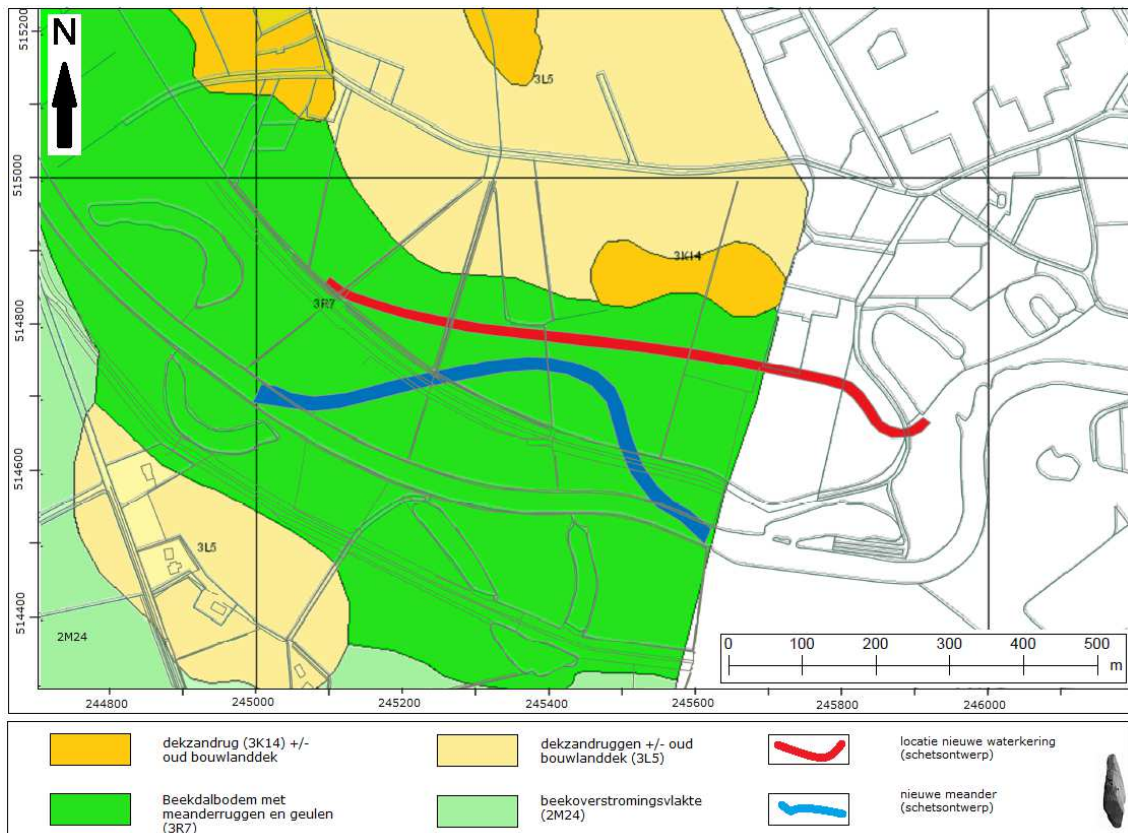 N
515200
515000
514800
514600
514400
3L5
3K14
3R7
3L5
2M24
0 100 200 300 400 500
m
244800 245000 245200 245400 245600 245800 246000
dekzandrug (3K14) +/-
oud bouwlanddek
dekzandruggen +/- oud
bouwlanddek (3L5)
locatie nieuwe waterkering
(schetsontwerp)
Beekdalbodem met
meanderruggen en geulen
(3R7)
beekoverstromingsvlakte
(2M24)
nieuwe meander
(schetsontwerp)